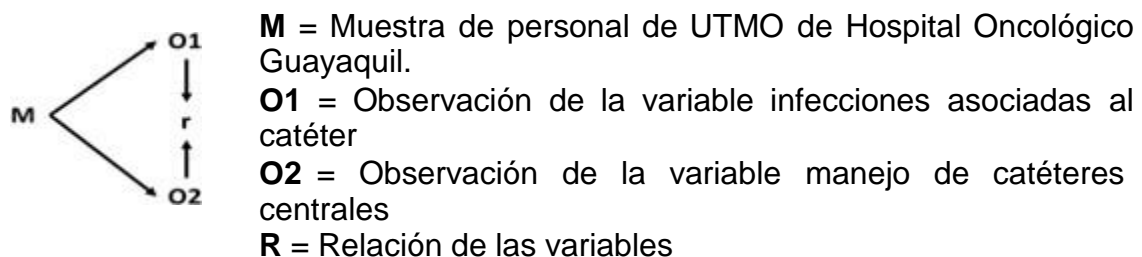 O1
M
r
O2
M = Muestra de personal de UTMO de Hospital Oncológico
Guayaquil.
O1 = Observación de la variable infecciones asociadas al
catéter
O2 = Observación de la variable manejo de catéteres
centrales
R = Relación de las variables